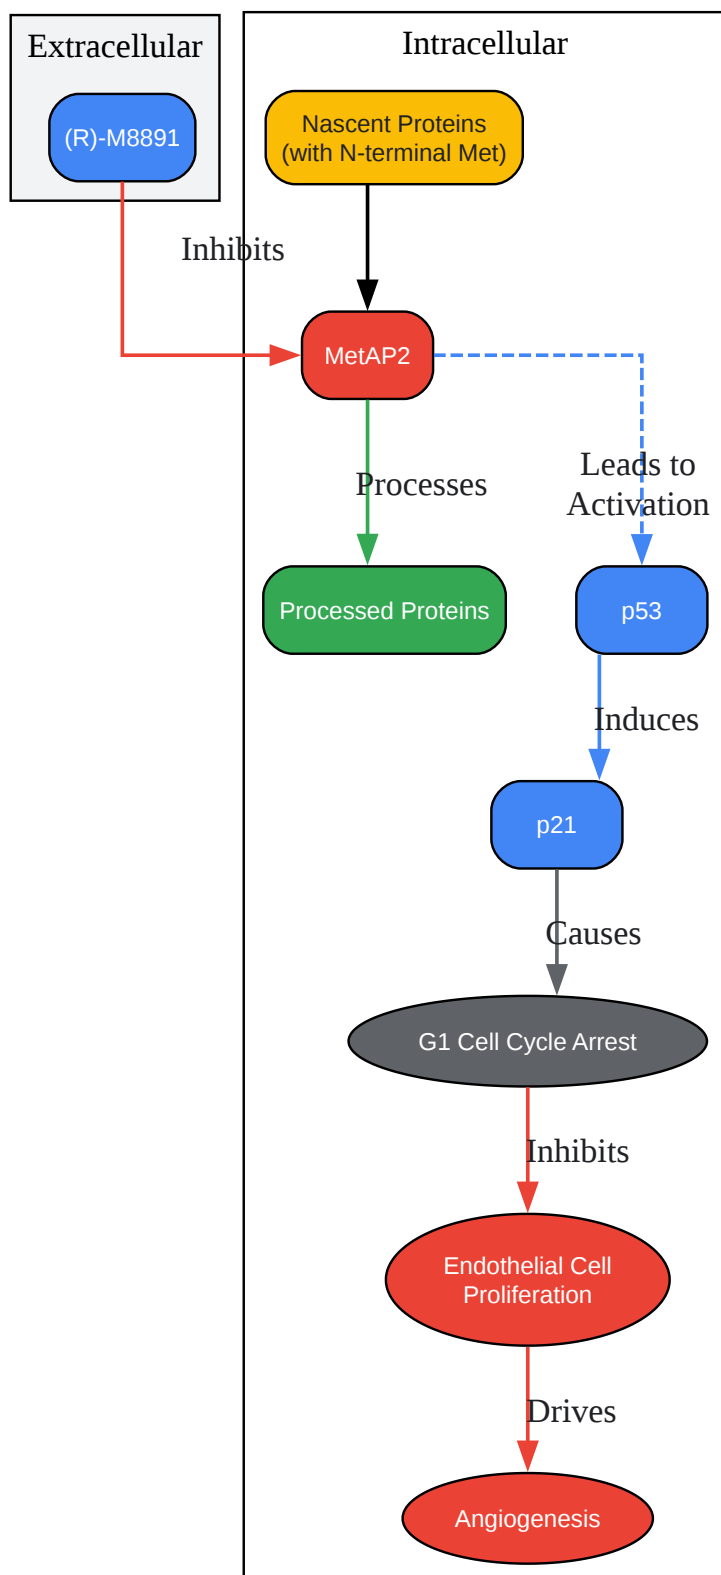 Extracellular
Intracellular
(R)-M8891
Nascent Proteins
(with N-terminal Met)
Inhibits
MetAP2
Processes
Leads to
Activation
Processed Proteins
p53
Induces
p21
Causes
G1 Cell Cycle Arrest
Inhibits
Endothelial Cell
Proliferation
Drives
Angiogenesis